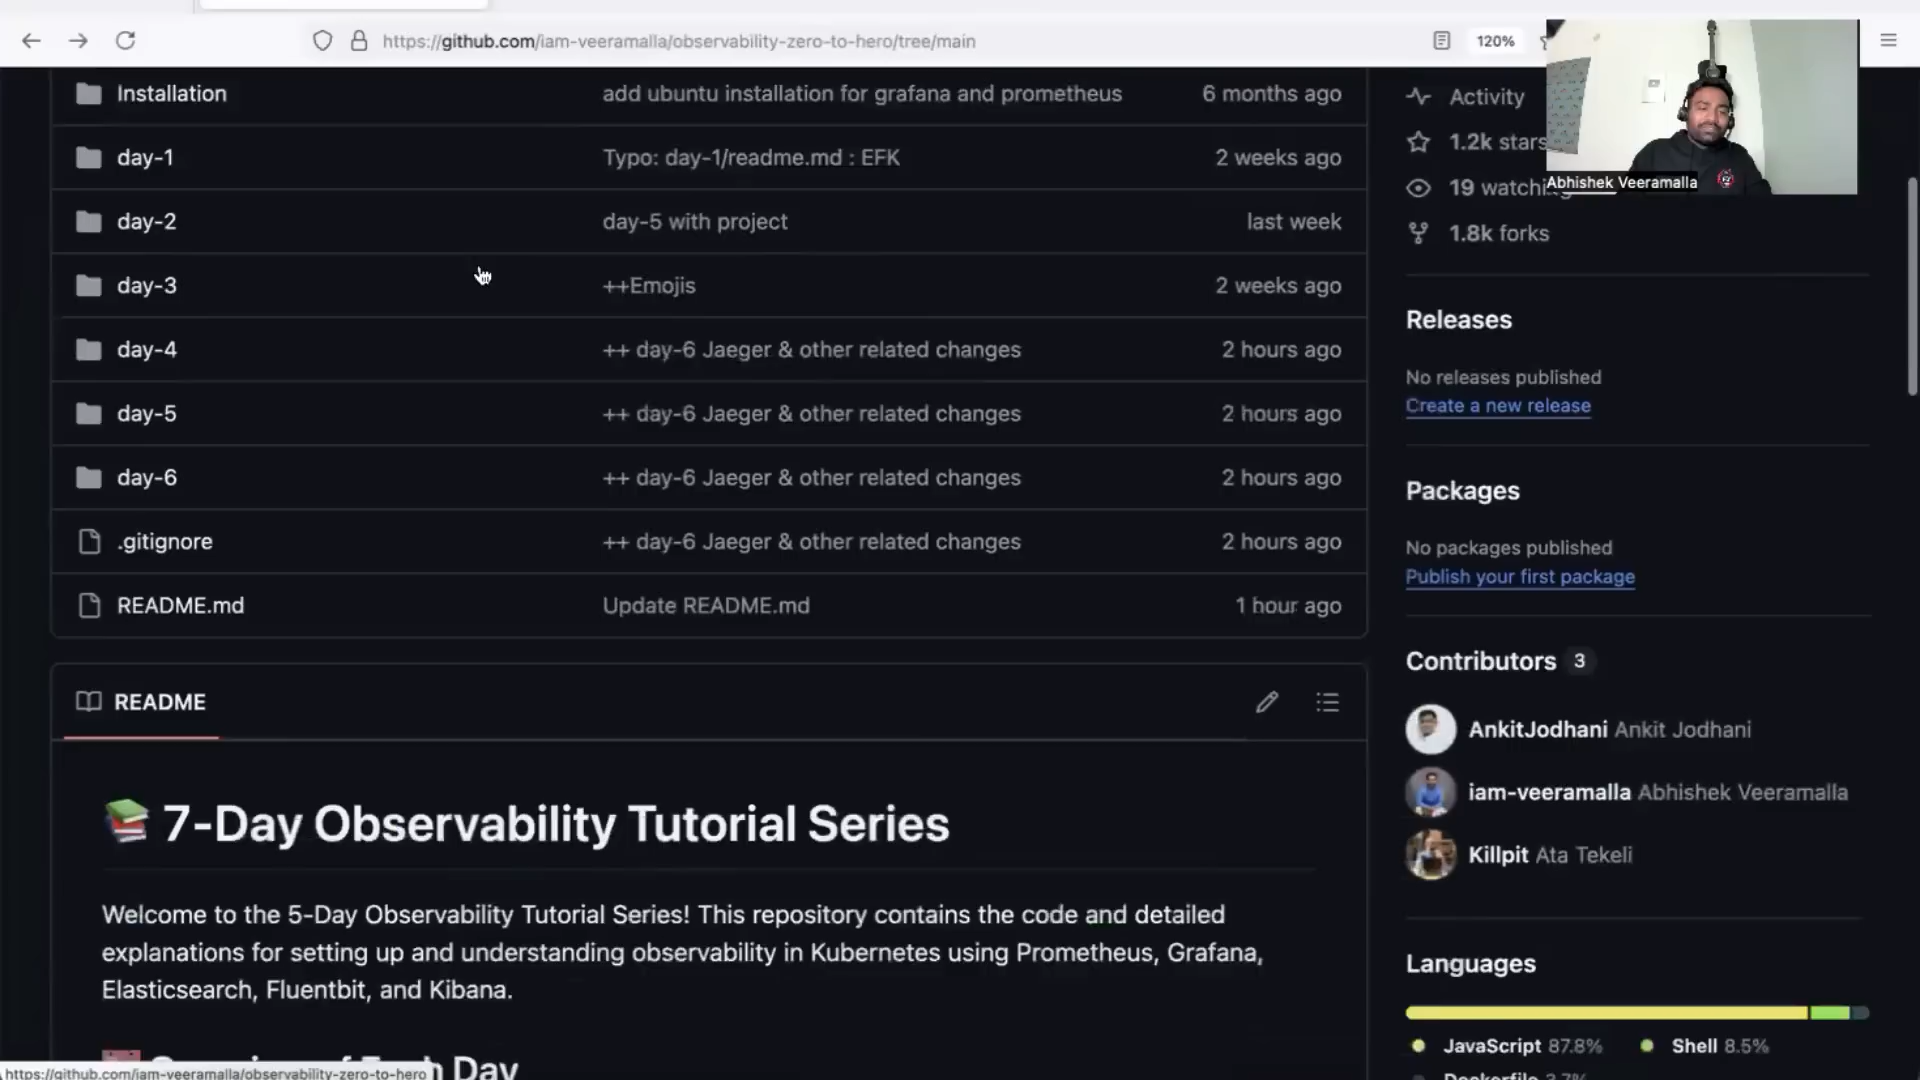 https://github.com/iam-veeramalla/observability-zero-to-hero/tree/main
120%
Installation add ubuntu installation for grafana and prometheus 6 months ago
day-1 Typo: day-1/readme.md : EFK 2 weeks ago
day-2 day-5 with project last week
day-3 ++Emojis 2 weeks ago
day-4 ++ day-6 Jaeger & other related changes 2 hours ago
day-5 ++ day-6 Jaeger & other related changes 2 hours ago
day-6 ++ day-6 Jaeger & other related changes 2 hours ago
.gitignore ++ day-6 Jaeger & other related changes 2 hours ago
README.md Update README.md 1 hour ago
README
7-Day Observability Tutorial Series
Welcome to the 5-Day Observability Tutorial Series! This repository contains the code and detailed
explanations for setting up and understanding observability in Kubernetes using Prometheus, Grafana,
Elasticsearch, Fluentbit, and Kibana.
Day
https://github.com/iam-veeramalla/observability-zero-to-hero
Activity
1.2k stars
19
Abhishek Veeramalla
1.8k forks
Releases
No releases published
Create a new release
Packages
No packages published
Publish your first package
Contributors 3
AnkitJodhani Ankit Jodhani
iam-veeramalla Abhishek Veeramalla
Killpit Ata Tekeli
Languages
JavaScript 87.8% Shell 8.5%
Dockerfile 3.7%